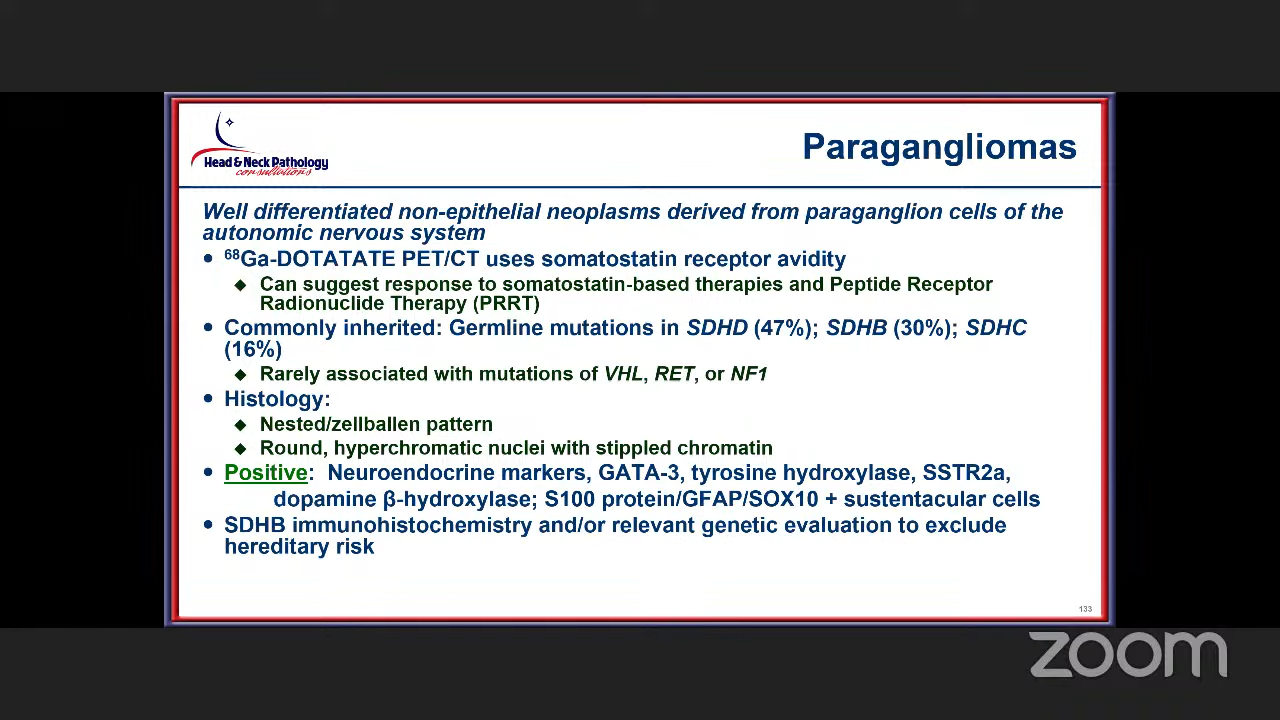 Head & Neck Pathology
consultations
Paragangliomas
Well differentiated non-epithelial neoplasms derived from paraganglion cells of the
autonomic nervous system
• ⁶⁸Ga-DOTATATE PET/CT uses somatostatin receptor avidity
◆ Can suggest response to somatostatin-based therapies and Peptide Receptor
Radionuclide Therapy (PRRT)
• Commonly inherited: Germline mutations in SDHD (47%); SDHB (30%); SDHC
(16%)
◆ Rarely associated with mutations of VHL, RET, or NF1
• Histology:
◆ Nested/zellballen pattern
◆ Round, hyperchromatic nuclei with stippled chromatin
• Positive: Neuroendocrine markers, GATA-3, tyrosine hydroxylase, SSTR2a,
dopamine β-hydroxylase; S100 protein/GFAP/SOX10 + sustentacular cells
• SDHB immunohistochemistry and/or relevant genetic evaluation to exclude
hereditary risk
133
zoom